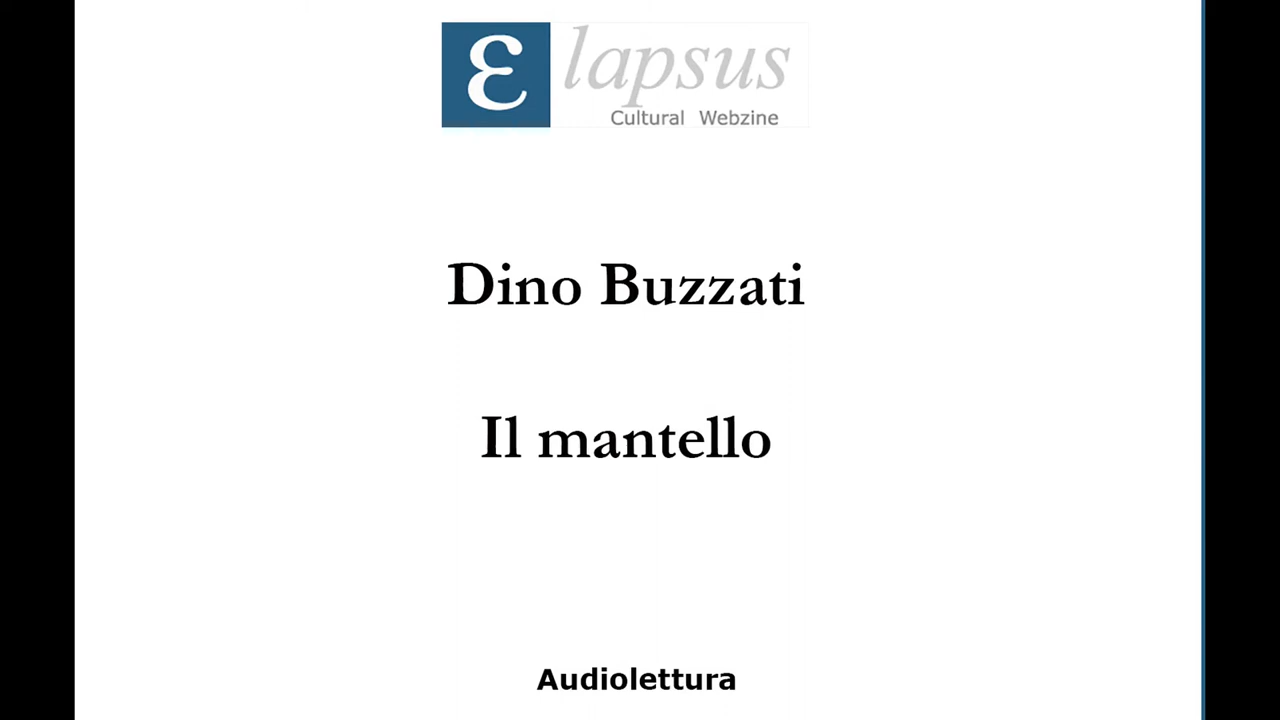 εlapsus
Cultural Webzine
Dino Buzzati
Il mantello
Audiolettura